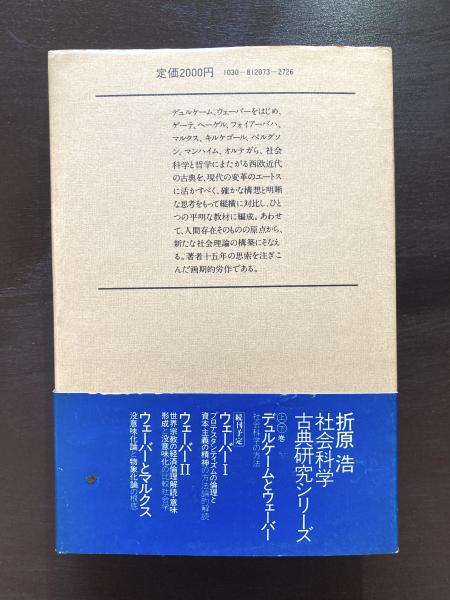 定価2000円 1030-812073-2726
デュルケーム、ウェーバーをはじめ、
ゲーテ、ヘーゲル、フォイアーバハ、
マルクス、キルケゴール、ベルグソ
ン、マンハイム、オルテガら、社会
科学と哲学にまたがる西欧近代
の古典を、現代の変革のエートス
に活かすべく、確かな構想と明晰
な思考をもって縦横に対比し、ひと
つの平明な教材に編成。あわせ
て、人間存在そのものの原点から、
新たな社会理論の構築にそなえ
る。著者十五年の思索を注ぎこ
んだ画期的労作である。
折原 浩
社会科学
古典研究シリーズ
上・下巻
デュルケームとウェーバー
社会科学の方法
続刊予定
ウェーバーI
プロテスタンティズムの倫理と
資本主義の精神の方法論的解読
ウェーバーII
世界宗教の経済倫理解読・意味
形成と没意味化の比較社会学
ウェーバーとマルクス
没意味化論と物象化論の根底